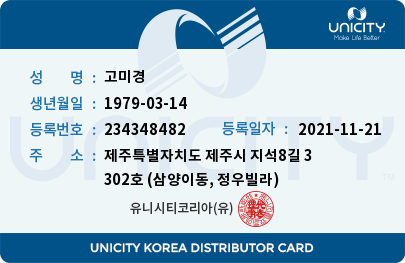 UNICITY
Make Life Better
성 명 : 고미경
생년월일 : 1979-03-14
등록번호 : 234348482 등록일자 : 2021-11-21
주 소 : 제주특별자치도 제주시 지석8길 3
302호 (삼양이동, 정우빌라)
유니시티코리아(유)
UNICITY
UNICITY KOREA DISTRIBUTOR CARD